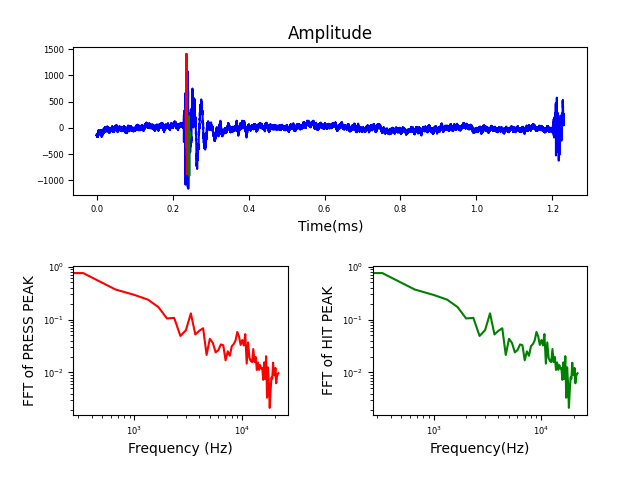 Amplitude
1500
1000
500
0
−500
−1000
0.0 0.2 0.4 0.6 0.8 1.0 1.2
Time(ms)
FFT of PRESS PEAK
10⁰
10⁻¹
10⁻²
10³ 10⁴
Frequency (Hz)
FFT of HIT PEAK
10⁰
10⁻¹
10⁻²
10³ 10⁴
Frequency(Hz)